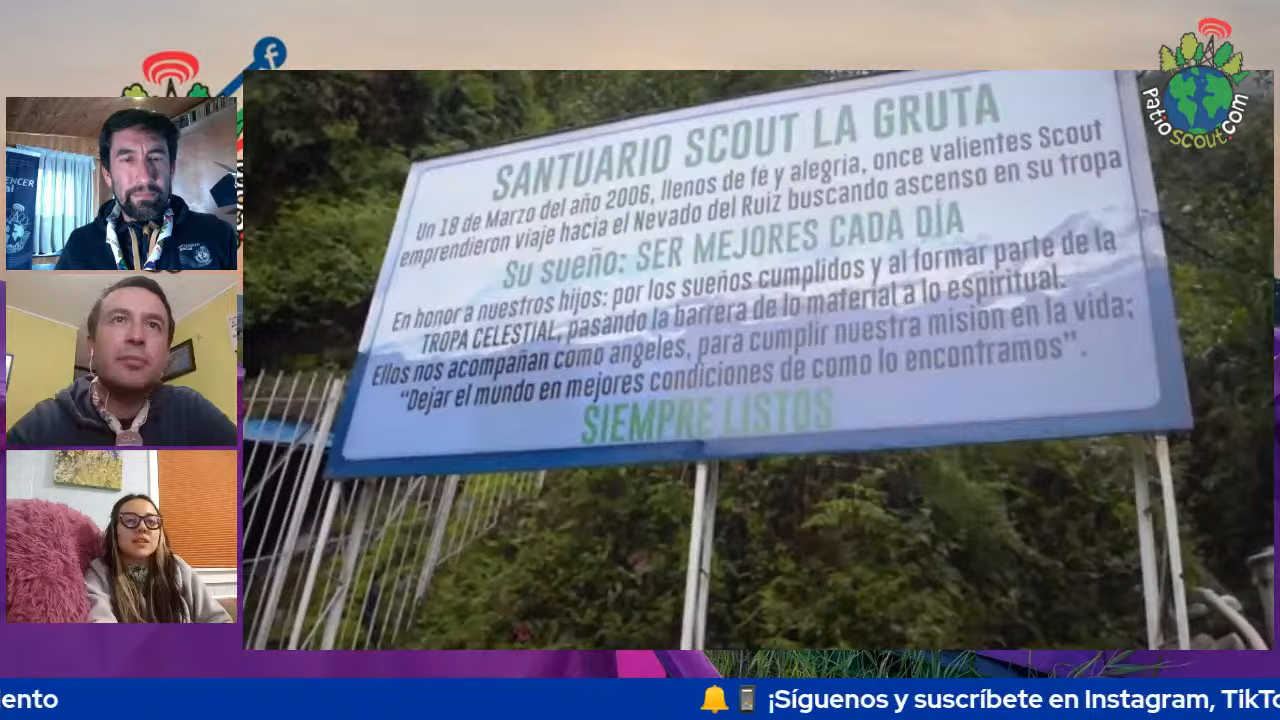 SANTUARIO SCOUT LA GRUTA
Un 18 de Marzo del año 2006, llenos de fe y alegria, once valientes Scout
emprendieron viaje hacia el Nevado del Ruiz buscando ascenso en su tropa
Su sueño: SER MEJORES CADA DÍA
En honor a nuestros hijos: por los sueños cumplidos y al formar parte de la
TROPA CELESTIAL, pasando la barrera de lo material a lo espiritual.
Ellos nos acompañan como angeles, para cumplir nuestra misión en la vida;
"Dejar el mundo en mejores condiciones de como lo encontramos".
SIEMPRE LISTOS
PatioScout.com
iento
¡Síguenos y suscríbete en Instagram, TikTo